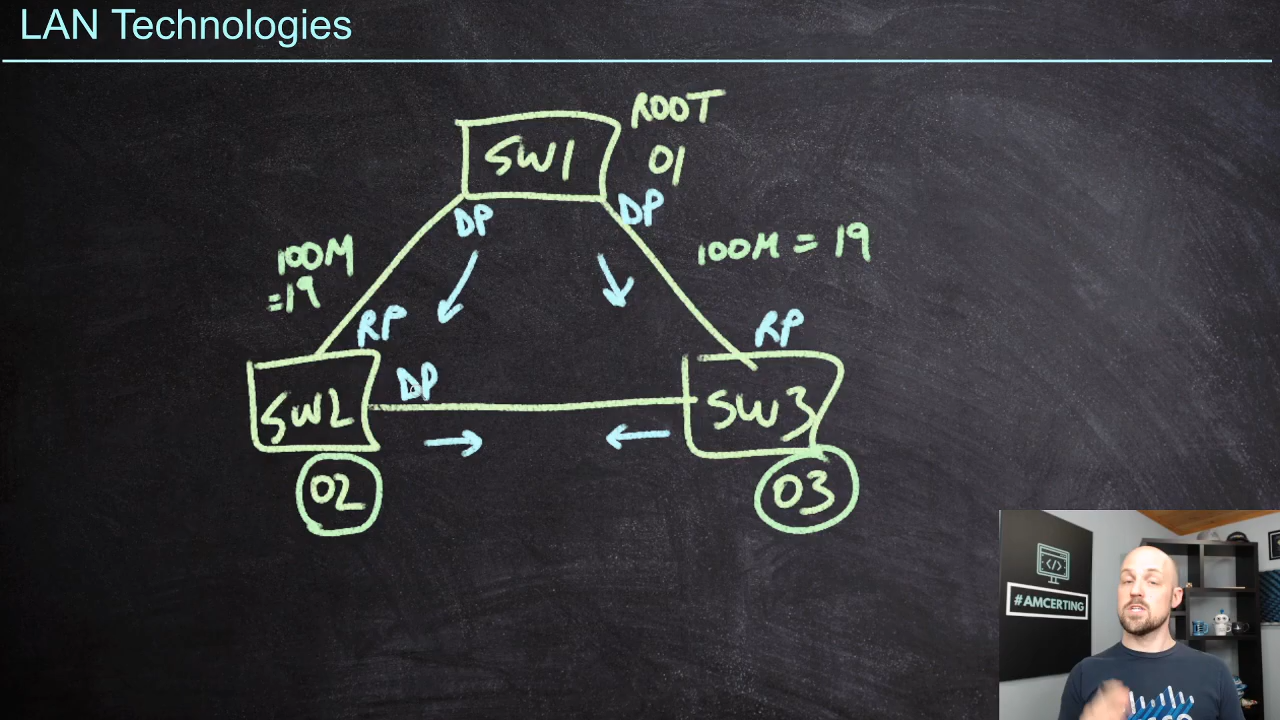 LAN Technologies
ROOT
SW1
01
DP
DP
100M
=19
100M = 19
RP
RP
DP
SW2
SW3
02
03
</>
#AMCERTING